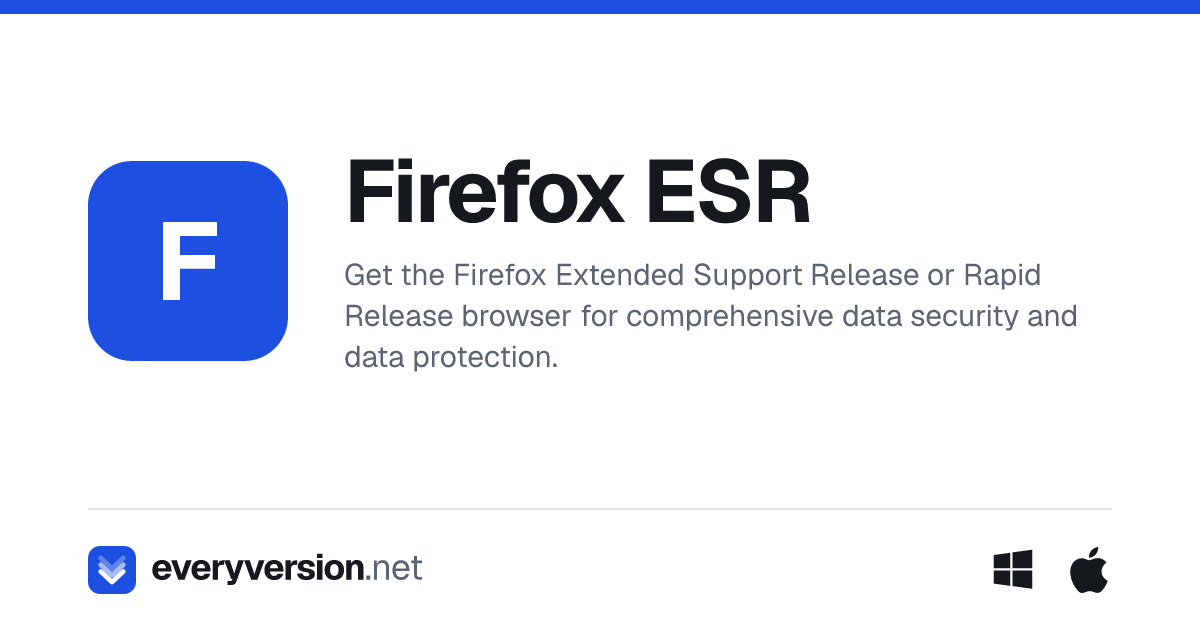 F
Firefox ESR
Get the Firefox Extended Support Release or Rapid
Release browser for comprehensive data security and
data protection.
everyversion.net